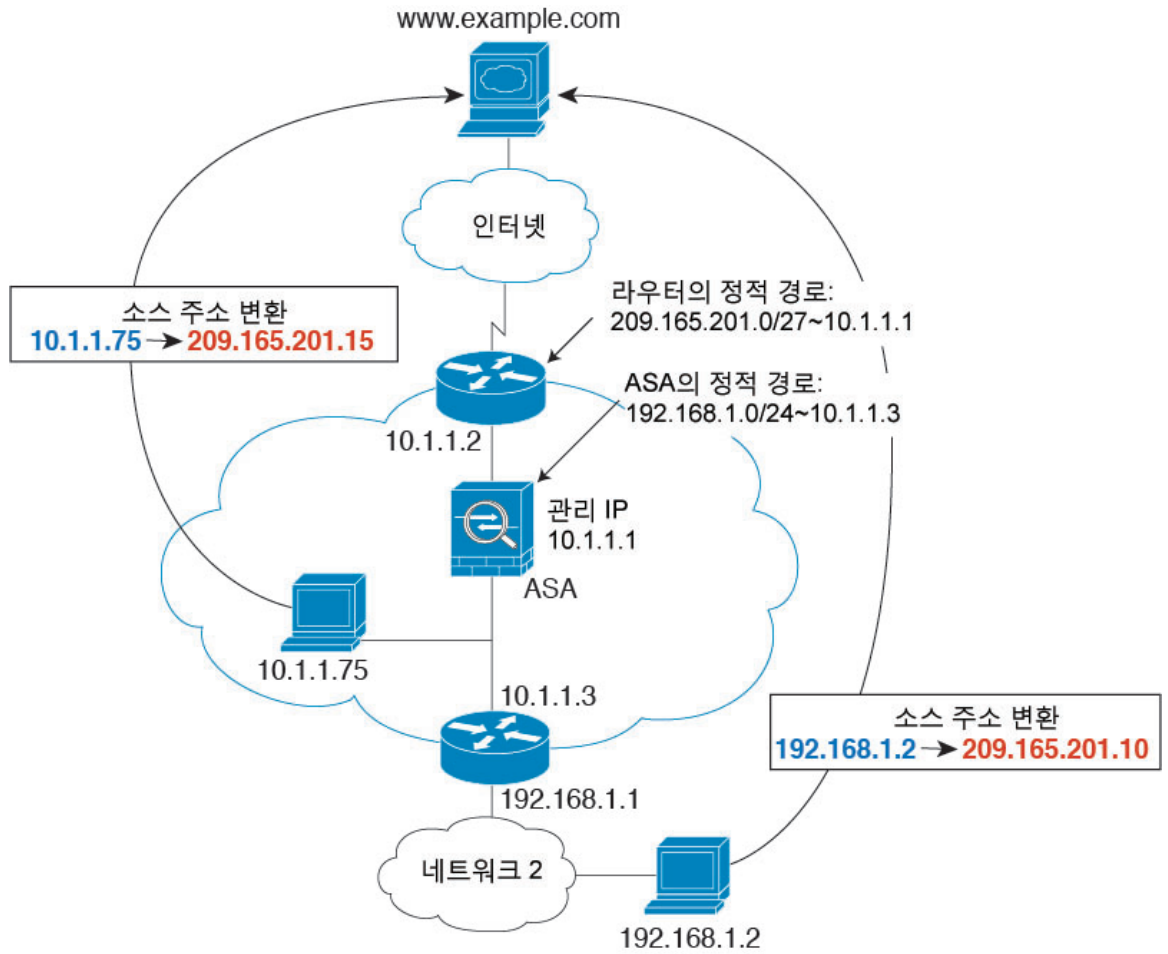 www.example.com
인터넷
소스 주소 변환
10.1.1.75 → 209.165.201.15
라우터의 정적 경로:
209.165.201.0/27~10.1.1.1
ASA의 정적 경로:
192.168.1.0/24~10.1.1.3
10.1.1.2
관리 IP
10.1.1.1
ASA
10.1.1.75
10.1.1.3
소스 주소 변환
192.168.1.2 → 209.165.201.10
192.168.1.1
네트워크 2
192.168.1.2